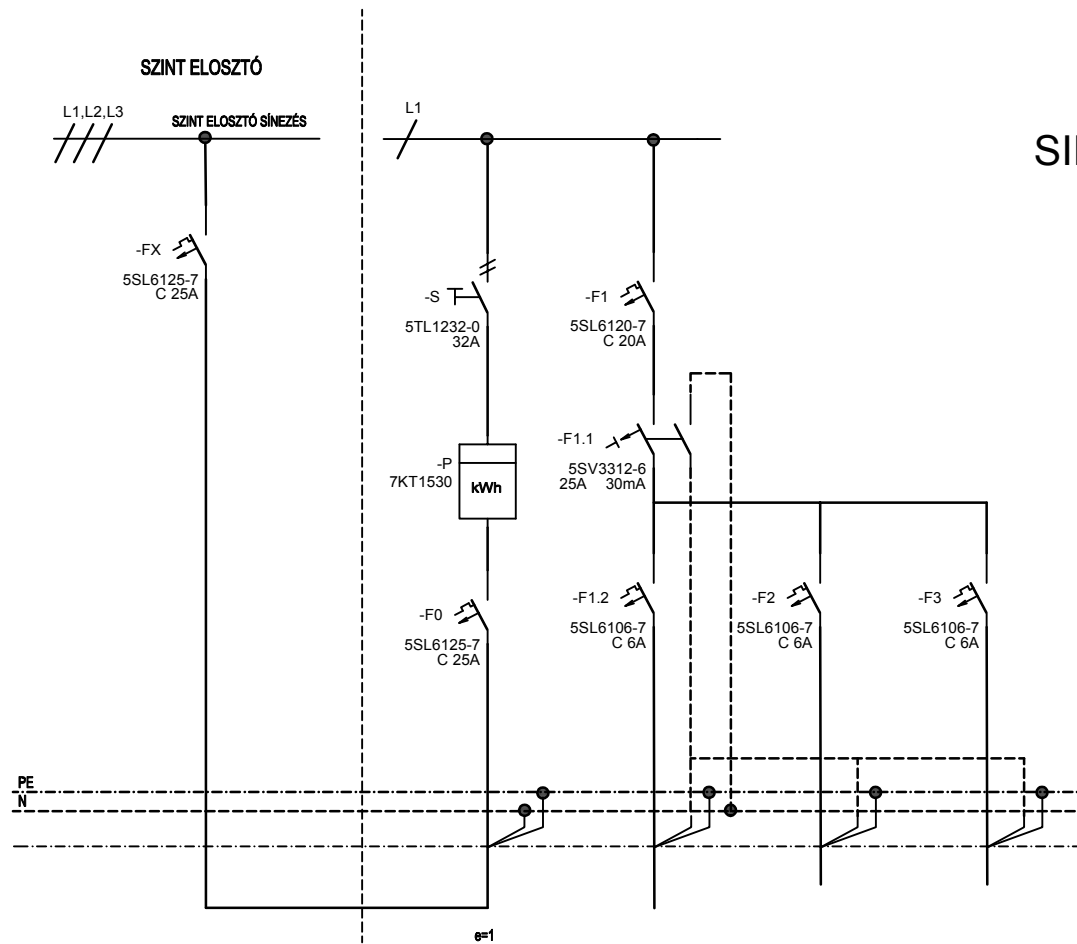 SZINT ELOSZTÓ
L1,L2,L3
SZINT ELOSZTÓ SÍNEZÉS
L1
SI
-FX
5SL6125-7
C 25A
-S
5TL1232-0
32A
-F1
5SL6120-7
C 20A
-P
7KT1530
kWh
-F1.1
5SV3312-6
25A 30mA
-F0
5SL6125-7
C 25A
-F1.2
5SL6106-7
C 6A
-F2
5SL6106-7
C 6A
-F3
5SL6106-7
C 6A
PE
N
e=1